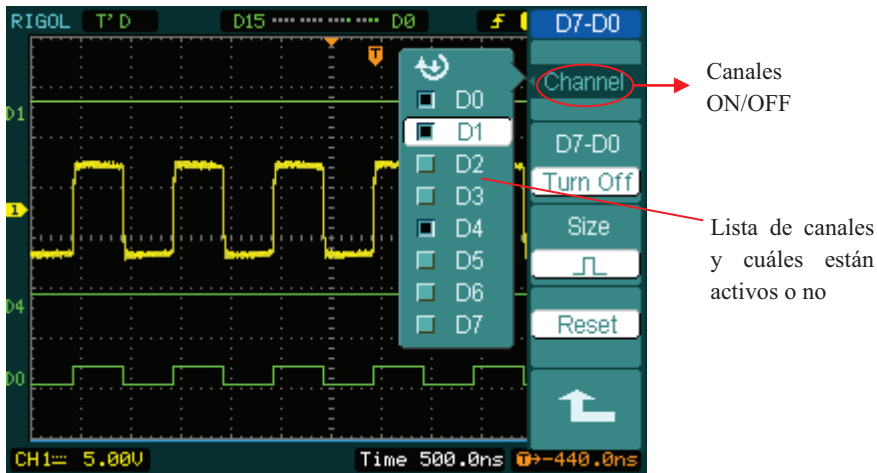 RIGOL T'D D15 D0
D7-D0
T
Channel
D0
D1
D2
D3
D4
D5
D6
D7
D7-D0
Turn Off
Size
Reset
D1
1
D4
D0
CH1 5.00V
Time 500.0ns
T→-440.0ns
Canales
ON/OFF
Lista de canales
y cuáles están
activos o no